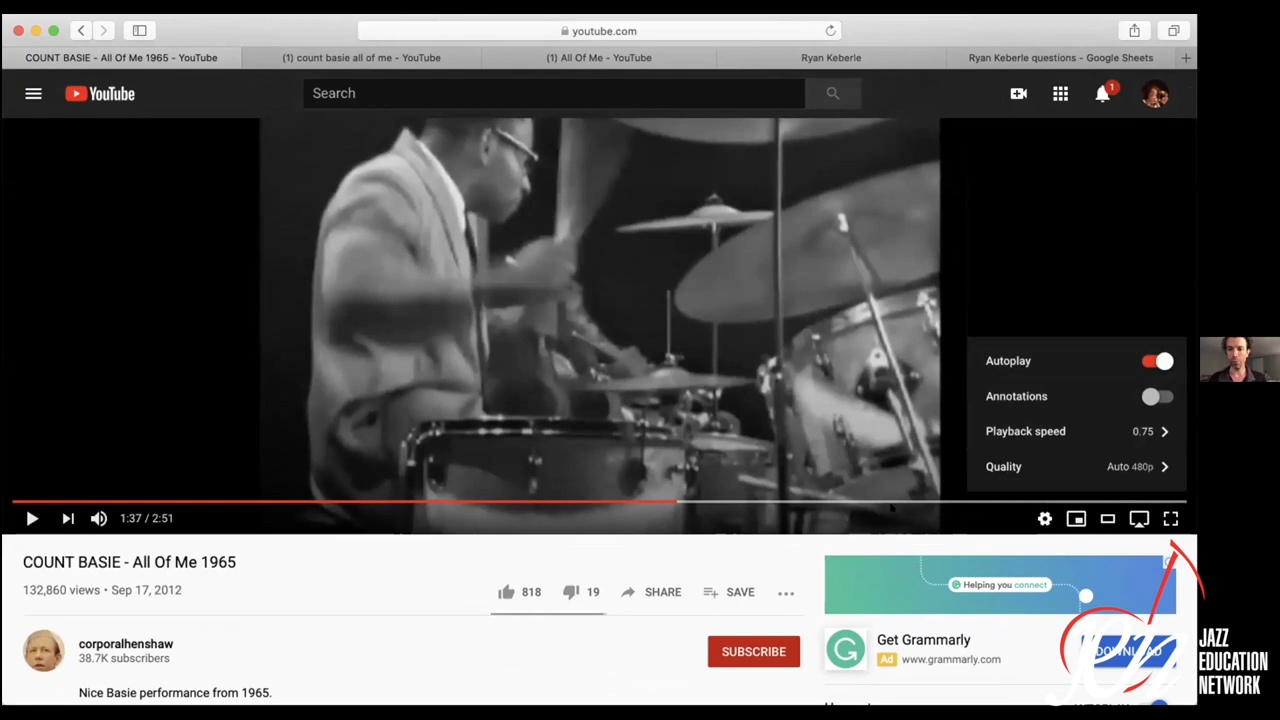 youtube.com
COUNT BASIE - All Of Me 1965 - YouTube
(1) count basie all of me - YouTube
(1) All Of Me - YouTube
Ryan Keberle
Ryan Keberle questions - Google Sheets
YouTube
Search
1
Autoplay
Annotations
Playback speed 0.75
Quality Auto 480p
1:37 / 2:51
COUNT BASIE - All Of Me 1965
132,860 views • Sep 17, 2012
818 19 SHARE SAVE
Helping you connect
corporalhenshaw
38.7K subscribers
SUBSCRIBE
Get Grammarly
Ad www.grammarly.com
DOWNLOAD
Nice Basie performance from 1965.
JAZZ
EDUCATION
NETWORK